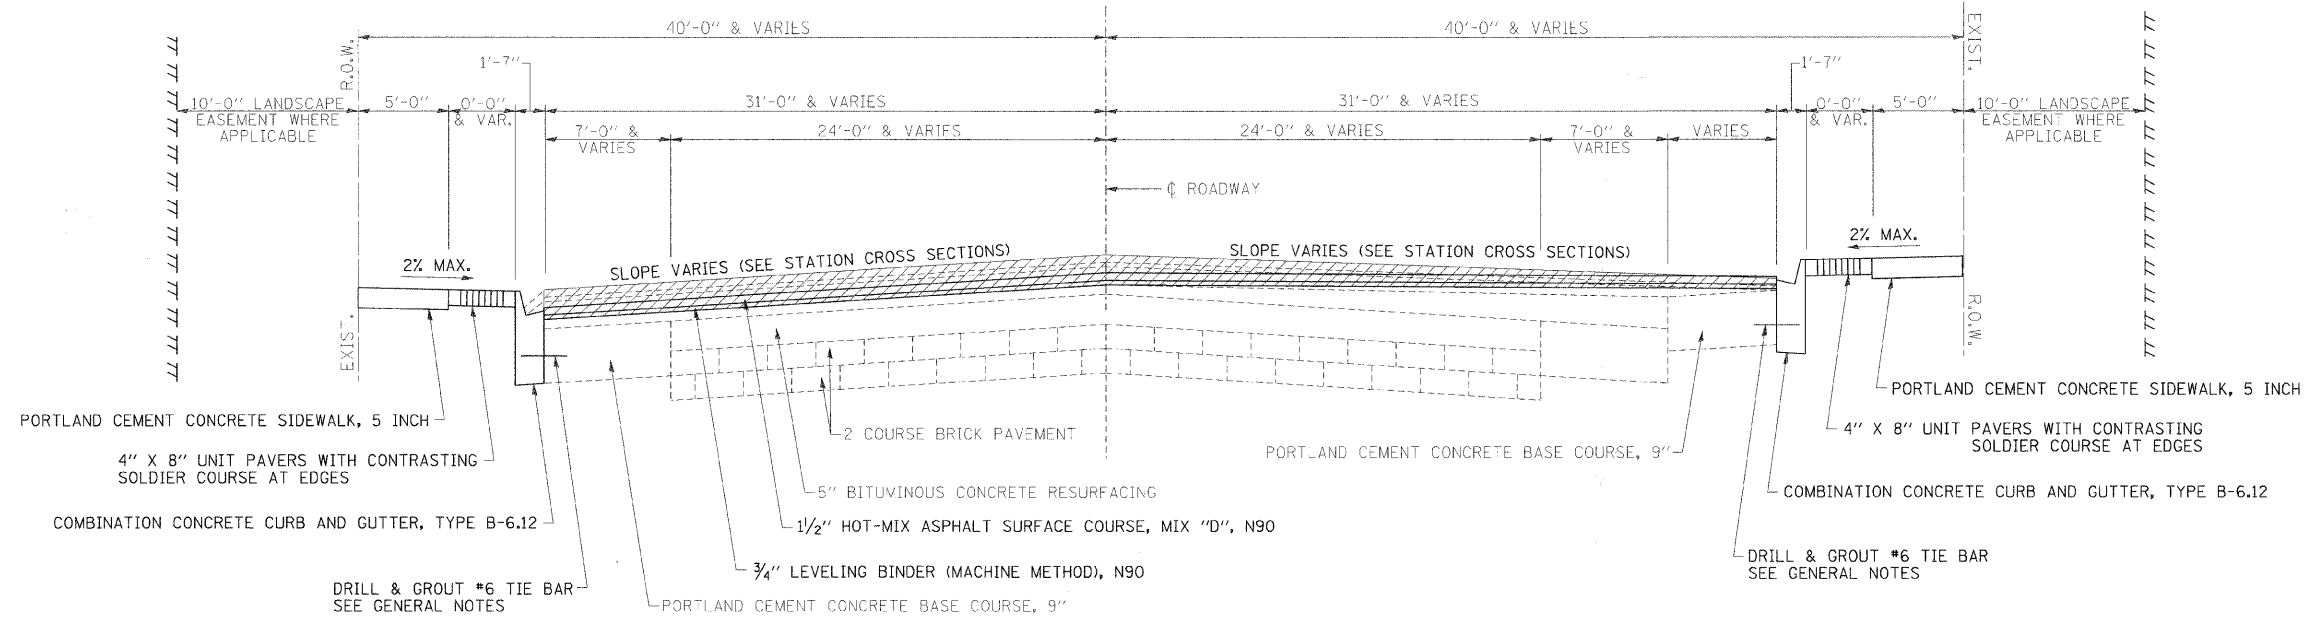 40'-0" & VARIES
40'-0" & VARIES
EXIST.
R.O.W.
1'-7"
1'-7"
10'-0" LANDSCAPE
EASEMENT WHERE
APPLICABLE
5'-0"
0'-0"
& VAR.
31'-0" & VARIES
31'-0" & VARIES
0'-0"
& VAR.
5'-0"
10'-0" LANDSCAPE
EASEMENT WHERE
APPLICABLE
7'-0" &
VARIES
24'-0" & VARIES
24'-0" & VARIES
7'-0" &
VARIES
VARIES
℄ ROADWAY
2% MAX.
SLOPE VARIES (SEE STATION CROSS SECTIONS)
SLOPE VARIES (SEE STATION CROSS SECTIONS)
2% MAX.
EXIST.
R.O.W.
PORTLAND CEMENT CONCRETE SIDEWALK, 5 INCH
PORTLAND CEMENT CONCRETE SIDEWALK, 5 INCH
2 COURSE BRICK PAVEMENT
4" X 8" UNIT PAVERS WITH CONTRASTING
SOLDIER COURSE AT EDGES
PORTLAND CEMENT CONCRETE BASE COURSE, 9"
4" X 8" UNIT PAVERS WITH CONTRASTING
SOLDIER COURSE AT EDGES
5" BITUMINOUS CONCRETE RESURFACING
COMBINATION CONCRETE CURB AND GUTTER, TYPE B-6.12
COMBINATION CONCRETE CURB AND GUTTER, TYPE B-6.12
1½" HOT-MIX ASPHALT SURFACE COURSE, MIX "D", N90
¾" LEVELING BINDER (MACHINE METHOD), N90
DRILL & GROUT #6 TIE BAR
SEE GENERAL NOTES
DRILL & GROUT #6 TIE BAR
SEE GENERAL NOTES
PORTLAND CEMENT CONCRETE BASE COURSE, 9"